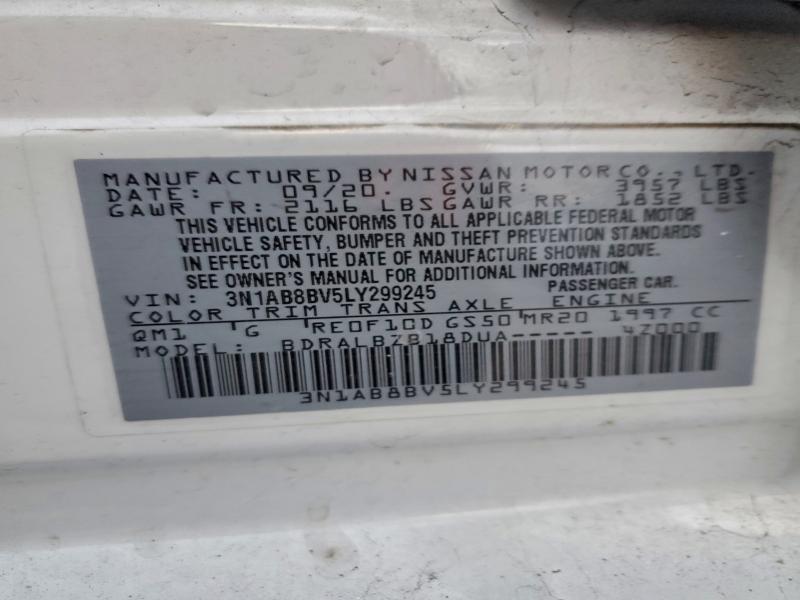 MANUFACTURED BY NISSAN MOTOR CO., LTD.
DATE: 09/20. GVWR: 3957 LBS
GAWR FR: 2116 LBS GAWR RR: 1852 LBS
THIS VEHICLE CONFORMS TO ALL APPLICABLE FEDERAL MOTOR
VEHICLE SAFETY, BUMPER AND THEFT PREVENTION STANDARDS
IN EFFECT ON THE DATE OF MANUFACTURE SHOWN ABOVE.
SEE OWNER'S MANUAL FOR ADDITIONAL INFORMATION.
VIN: 3N1AB8BV5LY299245 PASSENGER CAR.
COLOR TRIM TRANS AXLE ENGINE
QM1 'G RE0F10D GS50 MR20 1997 CC
MODEL: BDRALBZB18DUA----- 4Z000
3N1AB8BV5LY299245